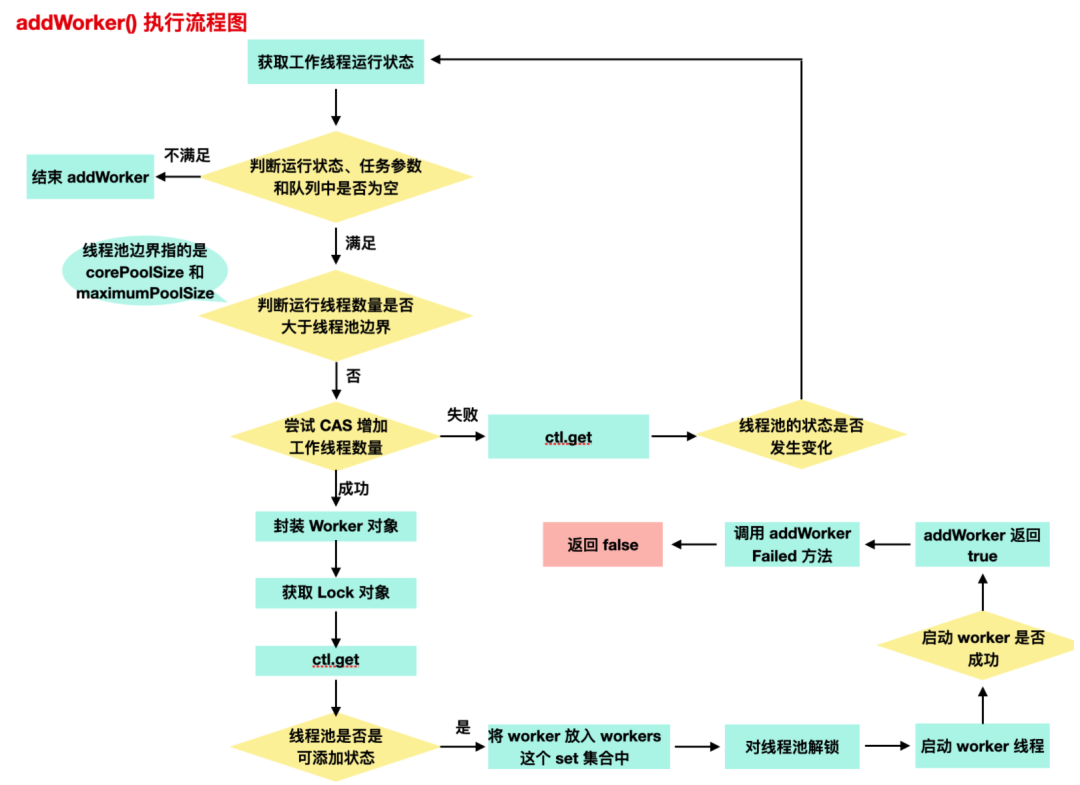 addWorker() 执行流程图
获取工作线程运行状态
不满足
判断运行状态、任务参数
和队列中是否为空
结束 addWorker
满足
线程池边界指的是
corePoolSize 和
maximumPoolSize
判断运行线程数量是否
大于线程池边界
否
尝试 CAS 增加
工作线程数量
失败
ctl.get
线程池的状态是否
发生变化
成功
封装 Worker 对象
获取 Lock 对象
ctl.get
线程池是否是
可添加状态
是
将 worker 放入 workers
这个 set 集合中
对线程池解锁
启动 worker 线程
启动 worker 是否
成功
addWorker 返回
true
调用 addWorker
Failed 方法
返回 false